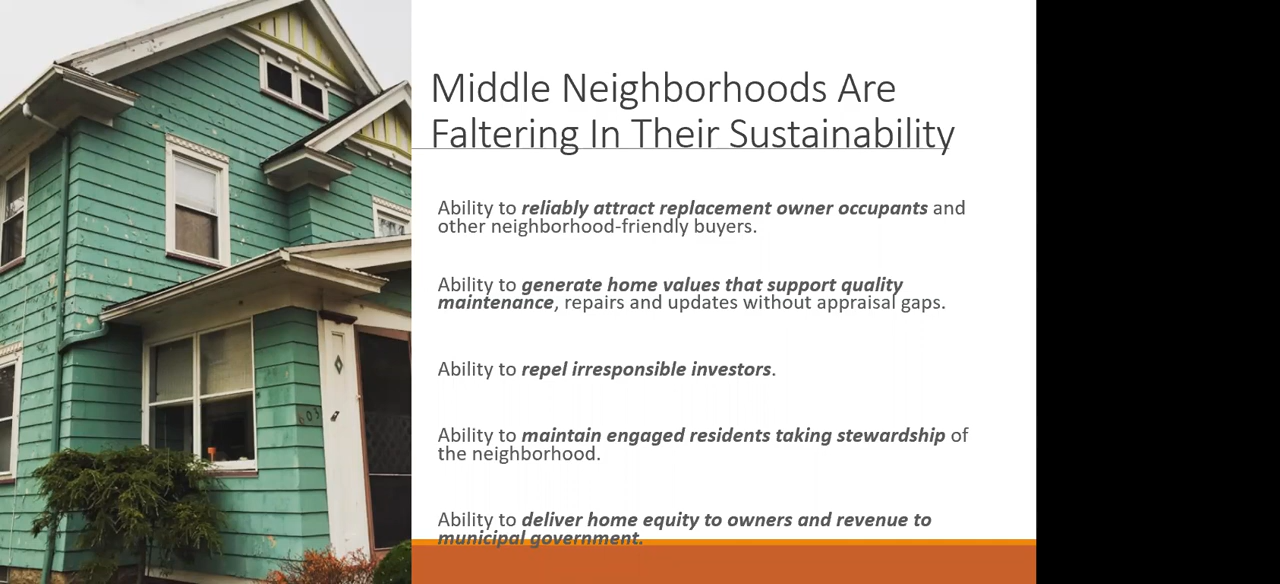 Middle Neighborhoods Are
Faltering In Their Sustainability
Ability to reliably attract replacement owner occupants and
other neighborhood-friendly buyers.
Ability to generate home values that support quality
maintenance, repairs and updates without appraisal gaps.
Ability to repel irresponsible investors.
Ability to maintain engaged residents taking stewardship of
the neighborhood.
Ability to deliver home equity to owners and revenue to
municipal government.
603